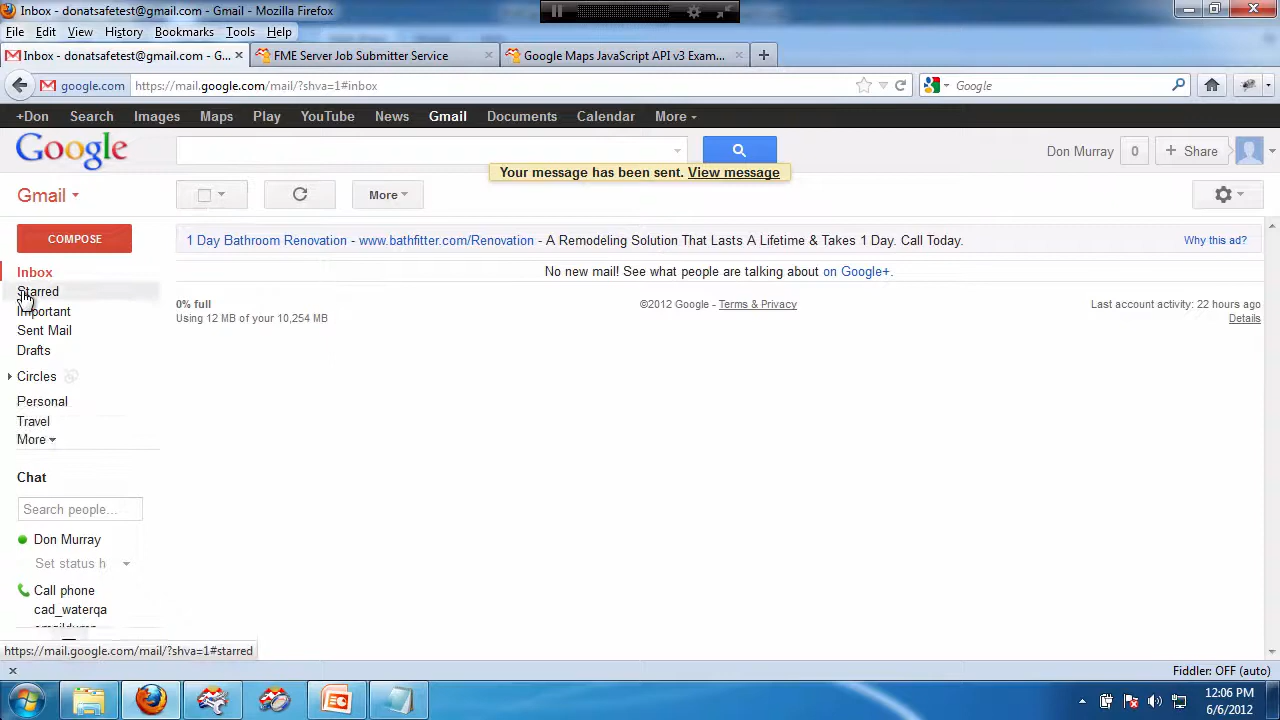 Inbox - donatsafetest@gmail.com - Gmail - Mozilla Firefox
File Edit View History Bookmarks Tools Help
Inbox - donatsafetest@gmail.com - G... × FME Server Job Submitter Service × Google Maps JavaScript API v3 Exam... × +
google.com https://mail.google.com/mail/?shva=1#inbox Google
+Don Search Images Maps Play YouTube News Gmail Documents Calendar More
Google Don Murray 0 + Share
Your message has been sent. View message
Gmail More
COMPOSE
1 Day Bathroom Renovation - www.bathfitter.com/Renovation - A Remodeling Solution That Lasts A Lifetime & Takes 1 Day. Call Today. Why this ad?
Inbox
No new mail! See what people are talking about on Google+.
Starred
Important
Sent Mail
Drafts
Circles
Personal
Travel
More
0% full
Using 12 MB of your 10,254 MB
©2012 Google - Terms & Privacy
Last account activity: 22 hours ago
Details
Chat
Search people...
Don Murray
Set status h
Call phone
cad_waterqa
https://mail.google.com/mail/?shva=1#starred
× Fiddler: OFF (auto)
12:06 PM
6/6/2012